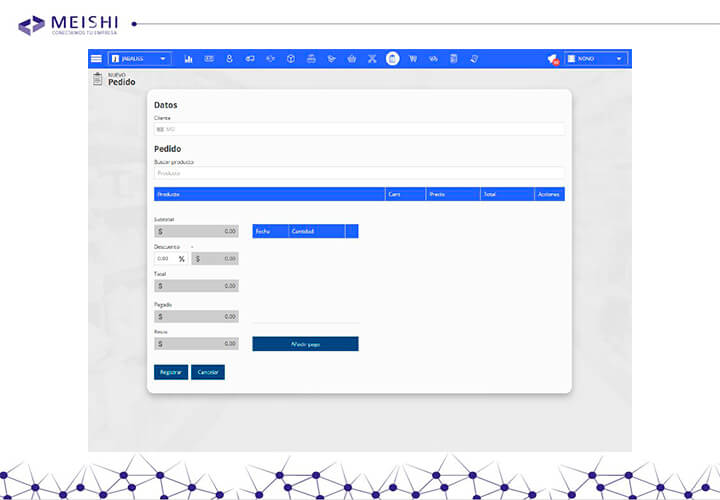 MEISHI
CONECTAMOS TU EMPRESA
NONO
NUEVO
Pedido
Datos
Cliente
Pedido
Buscar producto
Producto
Producto Cant Precio Total Acciones
Subtotal
$ 0.00
Fecha Cantidad
Descuento -
0.00 % $ 0.00
Total
$ 0.00
Pagado
$ 0.00
Resto
$ 0.00
Añadir pago
Registrar Cancelar